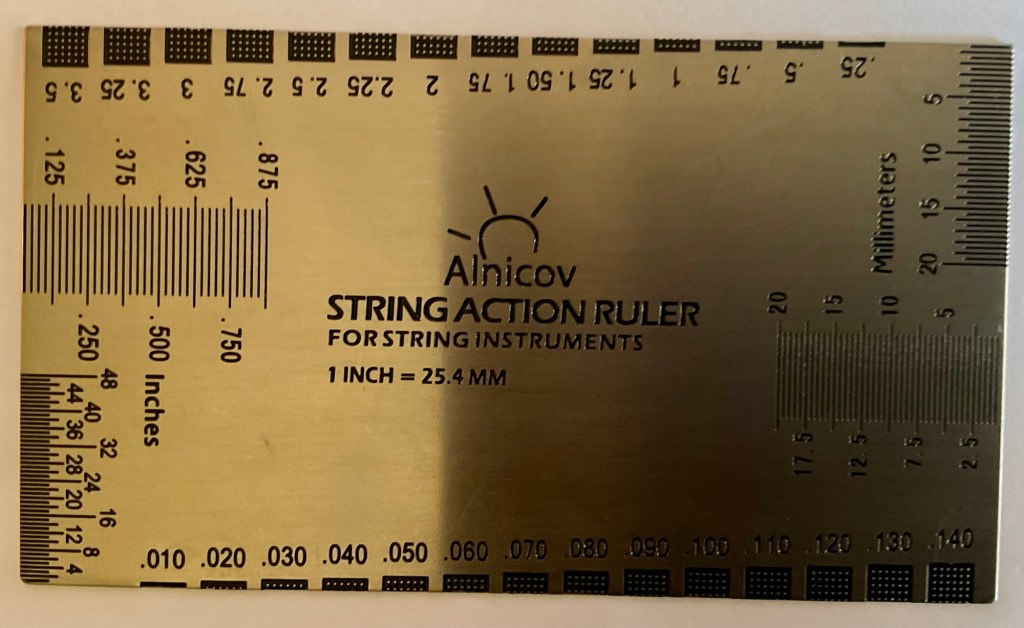 3.5 3.25 3 2.75 2.5 2.25 2 1.75 1.50 1.25 1 .75 .5 .25
.125 .375 .625 .875
.250 .500 .750
Inches
48 40 32 24 16 8
44 36 28 20 12 4
Alnicov
STRING ACTION RULER
FOR STRING INSTRUMENTS
1 INCH = 25.4 MM
Millimeters
5 10 15 20
20 15 10 5
17.5 12.5 7.5 2.5
.010 .020 .030 .040 .050 .060 .070 .080 .090 .100 .110 .120 .130 .140